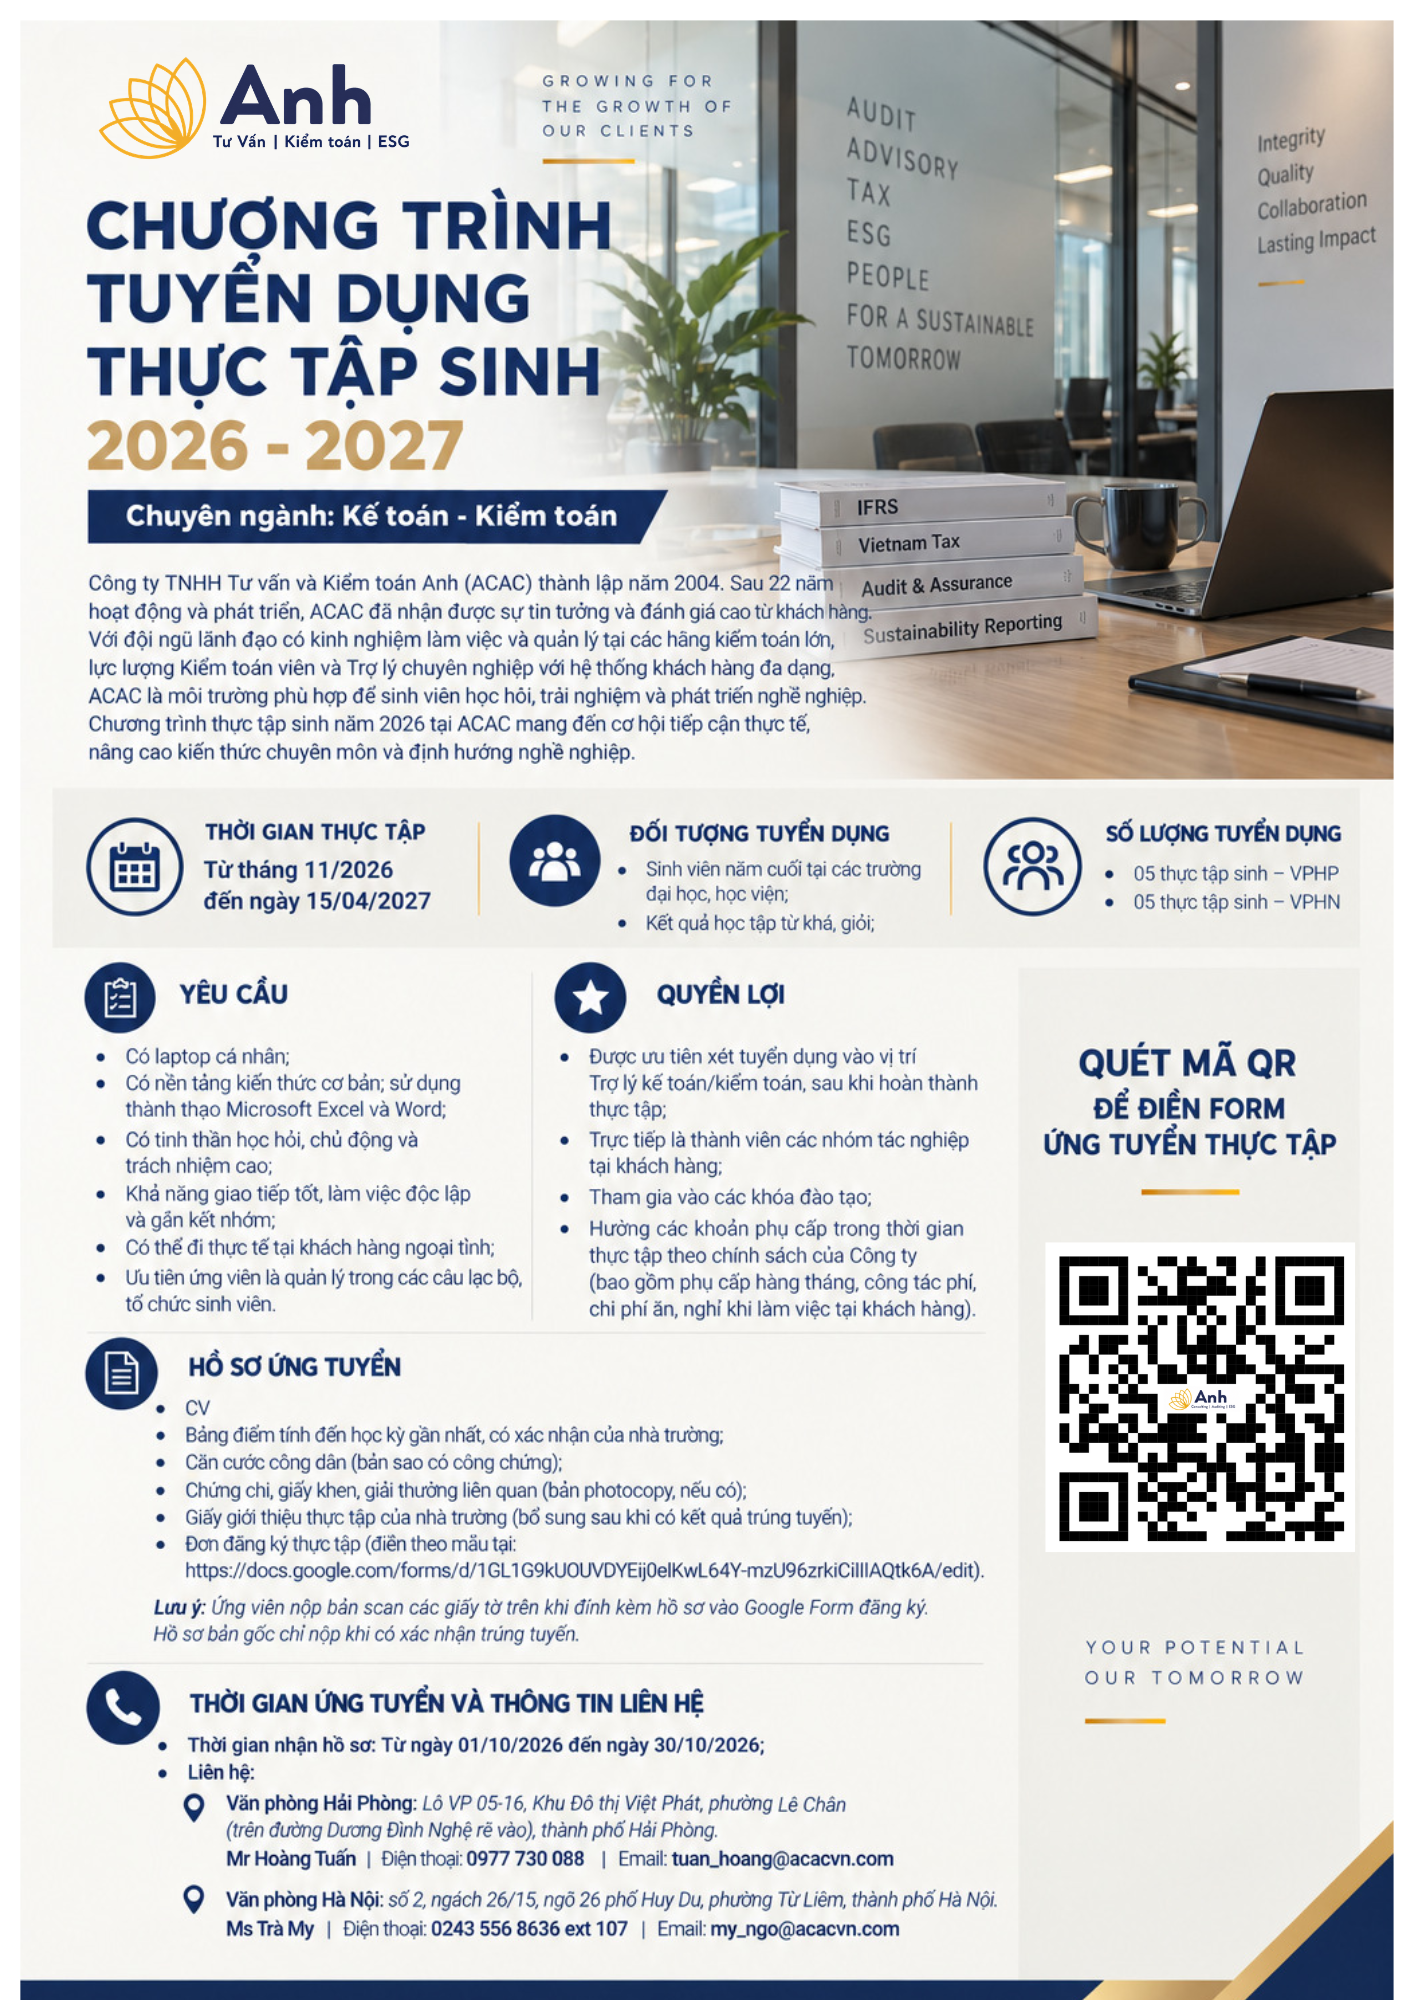 Anh
Tư Vấn | Kiểm toán | ESG
GROWING FOR
THE GROWTH OF
OUR CLIENTS
AUDIT
ADVISORY
TAX
ESG
PEOPLE
FOR A SUSTAINABLE
TOMORROW
Integrity
Quality
Collaboration
Lasting Impact
CHƯƠNG TRÌNH
TUYỂN DỤNG
THỰC TẬP SINH
2026 - 2027
Chuyên ngành: Kế toán - Kiểm toán
IFRS
Vietnam Tax
Audit & Assurance
Sustainability Reporting
Công ty TNHH Tư vấn và Kiểm toán Anh (ACAC) thành lập năm 2004. Sau 22 năm
hoạt động và phát triển, ACAC đã nhận được sự tin tưởng và đánh giá cao từ khách hàng.
Với đội ngũ lãnh đạo có kinh nghiệm làm việc và quản lý tại các hãng kiểm toán lớn,
lực lượng Kiểm toán viên và Trợ lý chuyên nghiệp với hệ thống khách hàng đa dạng,
ACAC là môi trường phù hợp để sinh viên học hỏi, trải nghiệm và phát triển nghề nghiệp.
Chương trình thực tập sinh năm 2026 tại ACAC mang đến cơ hội tiếp cận thực tế,
nâng cao kiến thức chuyên môn và định hướng nghề nghiệp.
THỜI GIAN THỰC TẬP
Từ tháng 11/2026
đến ngày 15/04/2027
ĐỐI TƯỢNG TUYỂN DỤNG
• Sinh viên năm cuối tại các trường
đại học, học viện;
• Kết quả học tập từ khá, giỏi;
SỐ LƯỢNG TUYỂN DỤNG
• 05 thực tập sinh – VPHP
• 05 thực tập sinh – VPHN
YÊU CẦU
• Có laptop cá nhân;
• Có nền tảng kiến thức cơ bản; sử dụng
thành thạo Microsoft Excel và Word;
• Có tinh thần học hỏi, chủ động và
trách nhiệm cao;
• Khả năng giao tiếp tốt, làm việc độc lập
và gắn kết nhóm;
• Có thể đi thực tế tại khách hàng ngoại tỉnh;
• Ưu tiên ứng viên là quản lý trong các câu lạc bộ,
tổ chức sinh viên.
QUYỀN LỢI
• Được ưu tiên xét tuyển dụng vào vị trí
Trợ lý kế toán/kiểm toán, sau khi hoàn thành
thực tập;
• Trực tiếp là thành viên các nhóm tác nghiệp
tại khách hàng;
• Tham gia vào các khóa đào tạo;
• Hưởng các khoản phụ cấp trong thời gian
thực tập theo chính sách của Công ty
(bao gồm phụ cấp hàng tháng, công tác phí,
chi phí ăn, nghỉ khi làm việc tại khách hàng).
QUÉT MÃ QR
ĐỂ ĐIỀN FORM
ỨNG TUYỂN THỰC TẬP
Anh
HỒ SƠ ỨNG TUYỂN
• CV
• Bảng điểm tính đến học kỳ gần nhất, có xác nhận của nhà trường;
• Căn cước công dân (bản sao có công chứng);
• Chứng chỉ, giấy khen, giải thưởng liên quan (bản photocopy, nếu có);
• Giấy giới thiệu thực tập của nhà trường (bổ sung sau khi có kết quả trúng tuyển);
• Đơn đăng ký thực tập (điền theo mẫu tại:
https://docs.google.com/forms/d/1GL1G9kUOUVDYEij0elKwL64Y-mzU96zrkiCillIAQtk6A/edit).
Lưu ý: Ứng viên nộp bản scan các giấy tờ trên khi đính kèm hồ sơ vào Google Form đăng ký.
Hồ sơ bản gốc chỉ nộp khi có xác nhận trúng tuyển.
YOUR POTENTIAL
OUR TOMORROW
THỜI GIAN ỨNG TUYỂN VÀ THÔNG TIN LIÊN HỆ
• Thời gian nhận hồ sơ: Từ ngày 01/10/2026 đến ngày 30/10/2026;
• Liên hệ:
Văn phòng Hải Phòng: Lô VP 05-16, Khu Đô thị Việt Phát, phường Lê Chân
(trên đường Dương Đình Nghệ rẽ vào), thành phố Hải Phòng.
Mr Hoàng Tuấn | Điện thoại: 0977 730 088 | Email: tuan_hoang@acacvn.com
Văn phòng Hà Nội: số 2, ngách 26/15, ngõ 26 phố Huy Du, phường Từ Liêm, thành phố Hà Nội.
Ms Trà My | Điện thoại: 0243 556 8636 ext 107 | Email: my_ngo@acacvn.com